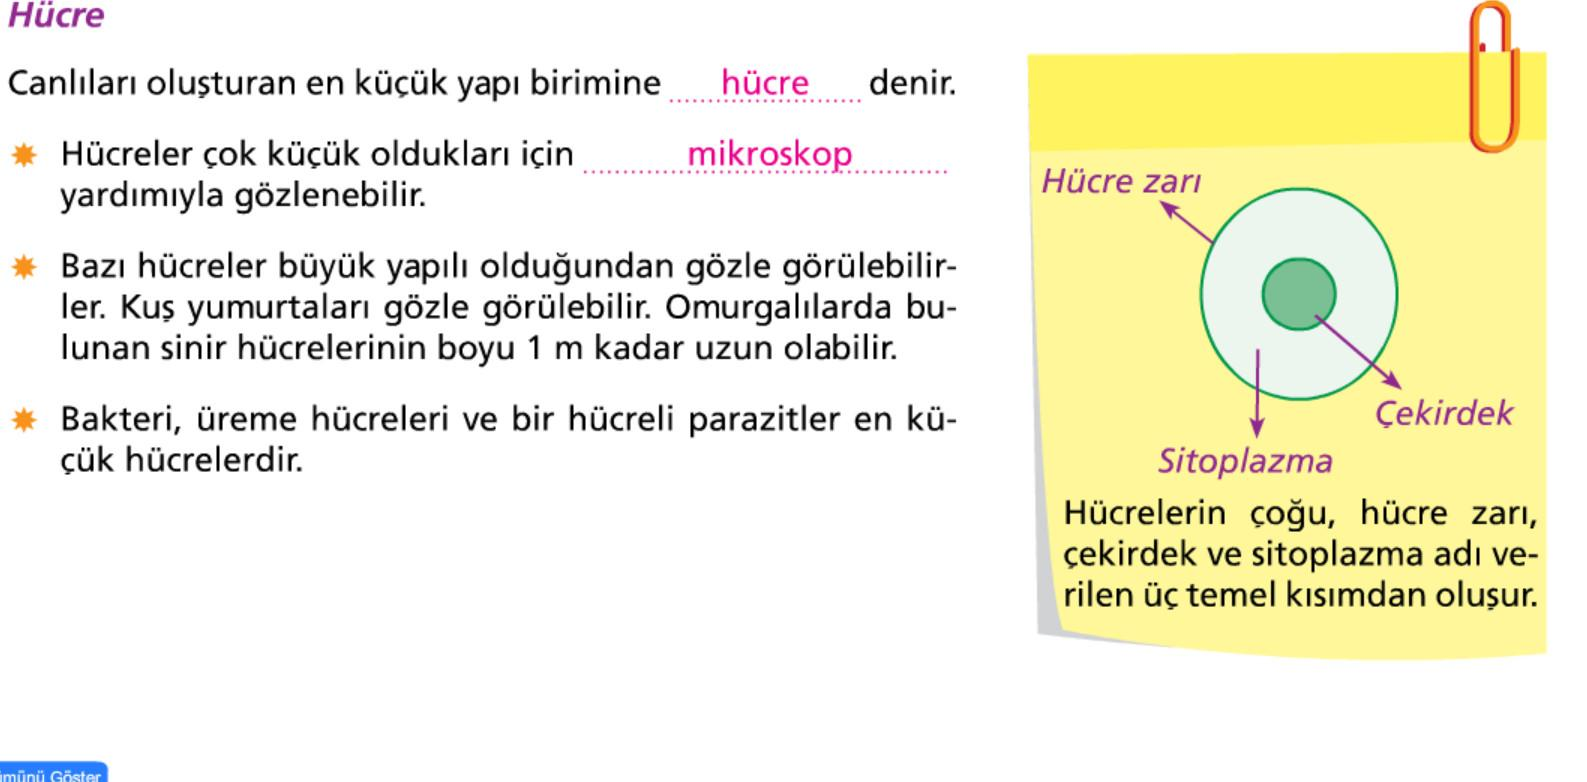 Hücre
Canlıları oluşturan en küçük yapı birimine hücre denir.
Hücreler çok küçük oldukları için mikroskop
yardımıyla gözlenebilir.
Bazı hücreler büyük yapılı olduğundan gözle görülebilir-
ler. Kuş yumurtaları gözle görülebilir. Omurgalılarda bu-
lunan sinir hücrelerinin boyu 1 m kadar uzun olabilir.
Bakteri, üreme hücreleri ve bir hücreli parazitler en kü-
çük hücrelerdir.
Hücre zarı
Çekirdek
Sitoplazma
Hücrelerin çoğu, hücre zarı,
çekirdek ve sitoplazma adı ve-
rilen üç temel kısımdan oluşur.
Göster